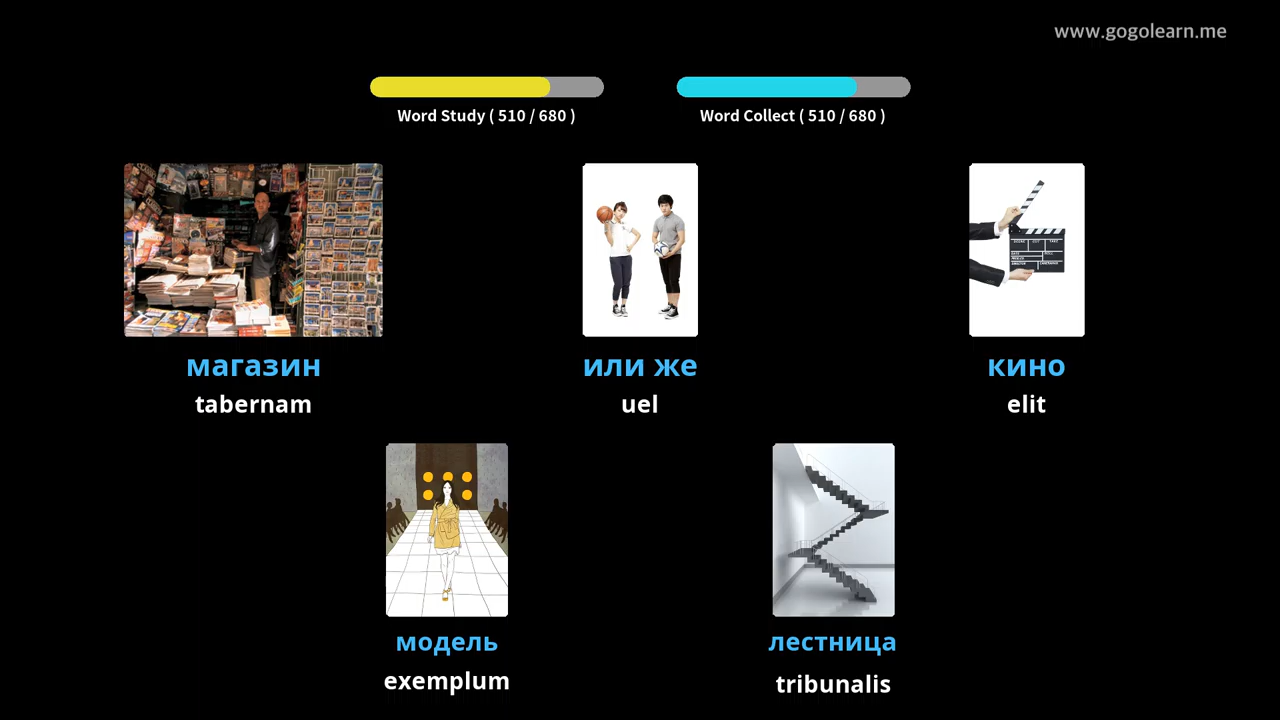 www.gogolearn.me
Word Study ( 510 / 680 )
Word Collect ( 510 / 680 )
магазин
tabernam
или же
uel
кино
elit
модель
exemplum
лестница
tribunalis